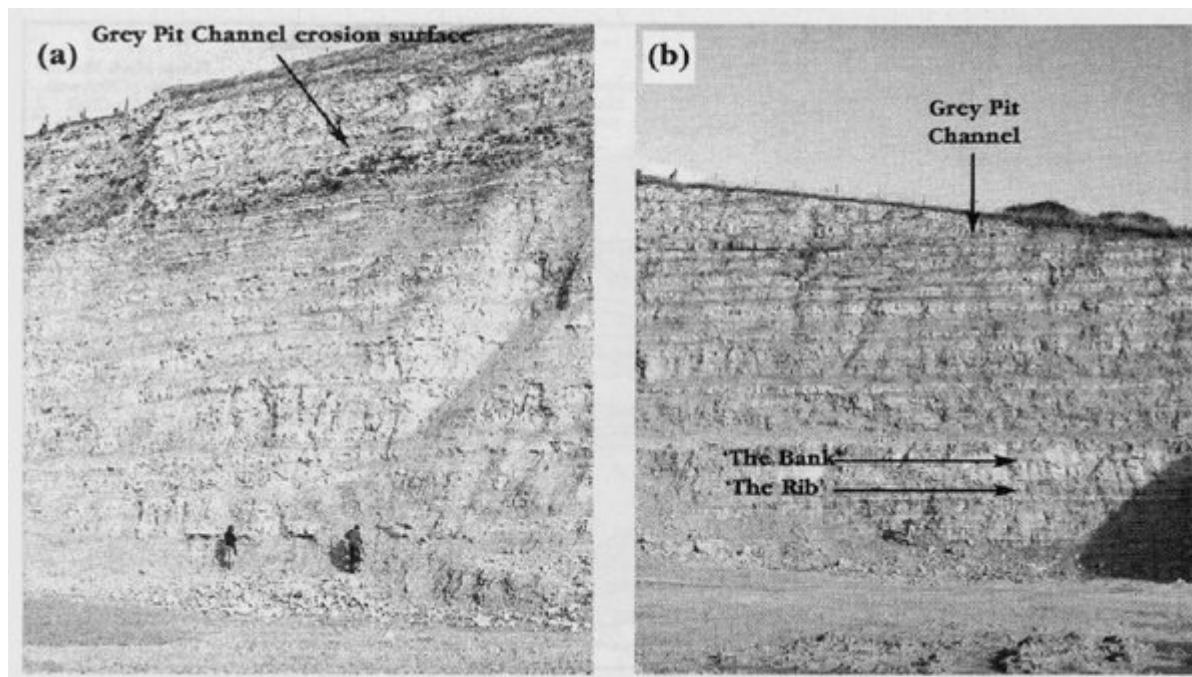 (a)
Grey Pit Channel erosion surface
(b)
Grey Pit
Channel
'The Bank'
'The Rib'